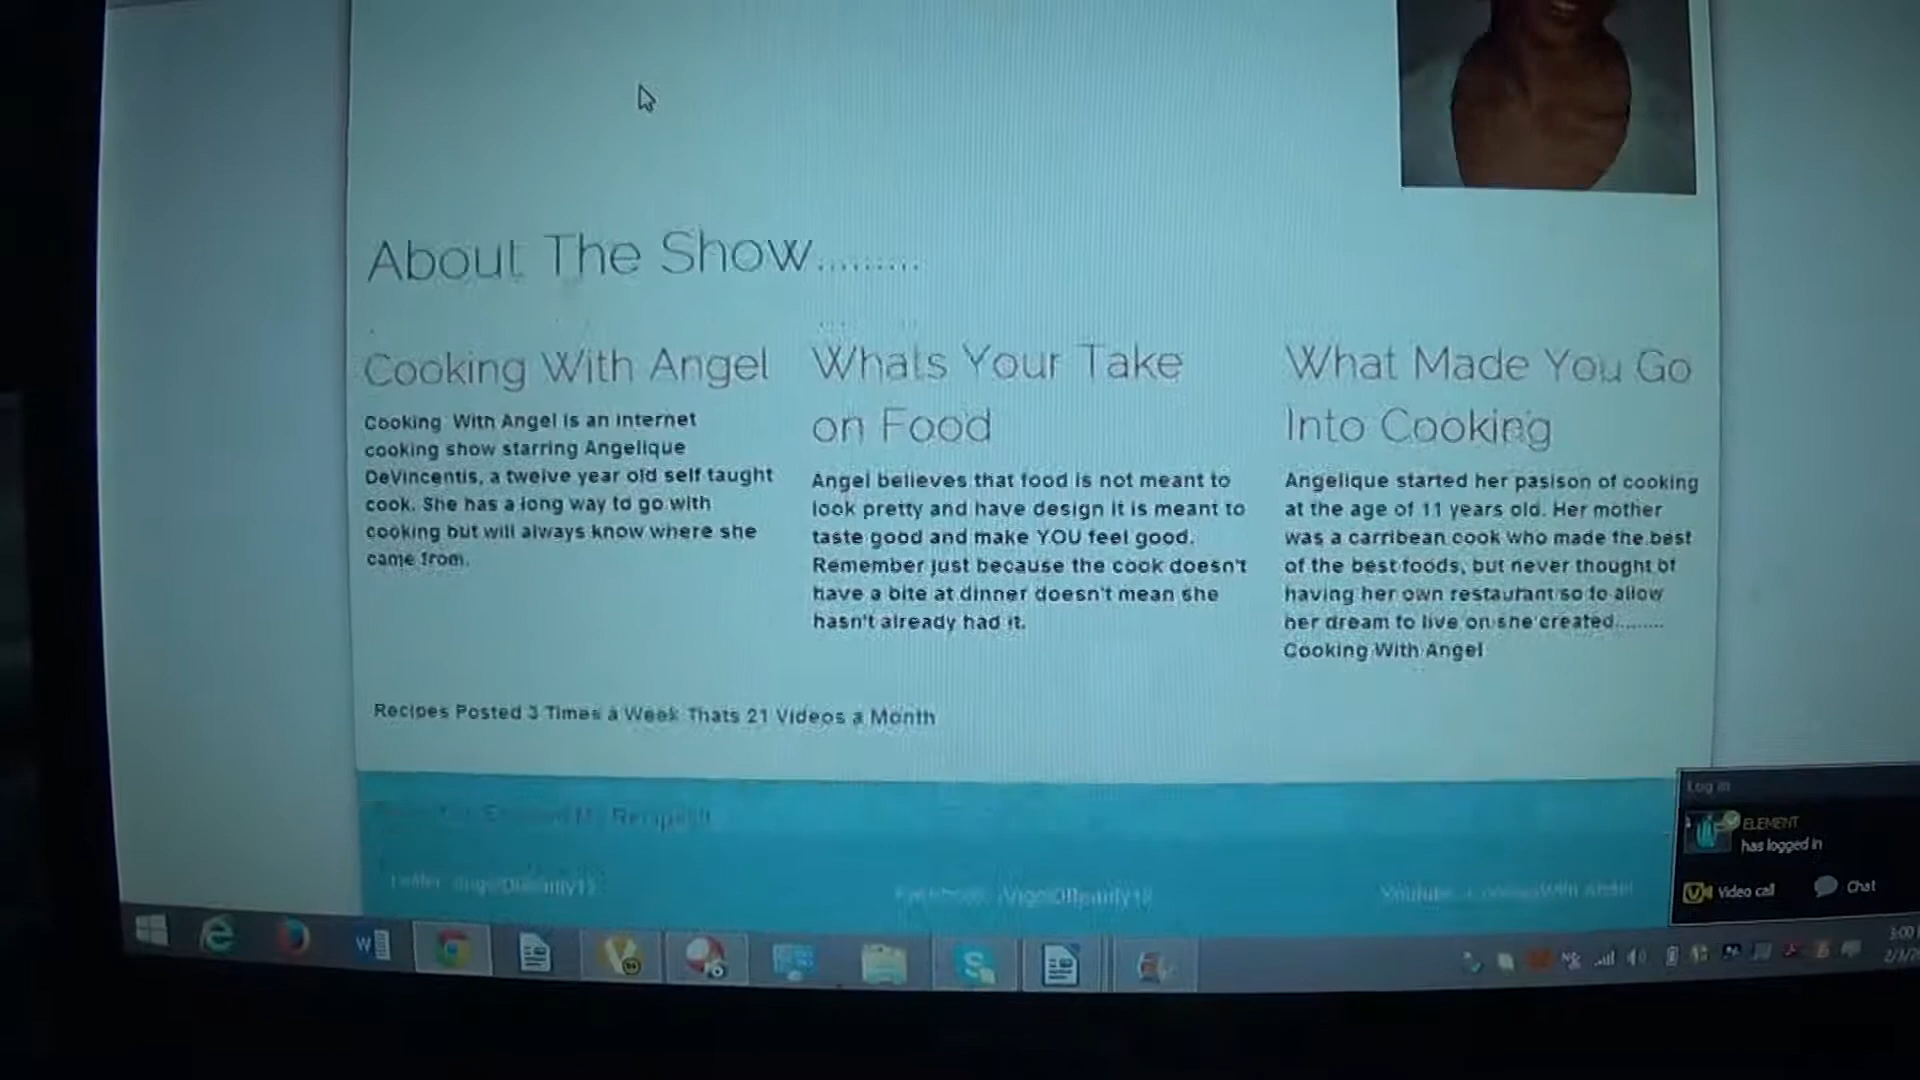 About The Show.........
Cooking With Angel
Cooking With Angel is an internet
cooking show starring Angelique
DeVincentis, a twelve year old self taught
cook. She has a long way to go with
cooking but will always know where she
came from.
Whats Your Take
on Food
Angel believes that food is not meant to
look pretty and have design it is meant to
taste good and make YOU feel good.
Remember just because the cook doesn't
have a bite at dinner doesn't mean she
hasn't already had it.
What Made You Go
Into Cooking
Angelique started her pasison of cooking
at the age of 11 years old. Her mother
was a carribean cook who made the best
of the best foods, but never thought of
having her own restaurant so to allow
her dream to live on she created........
Cooking With Angel
Recipes Posted 3 Times a Week Thats 21 Videos a Month
My Recipes!!
Log in
ELEMENT
has logged in
Video call
Chat
3:00